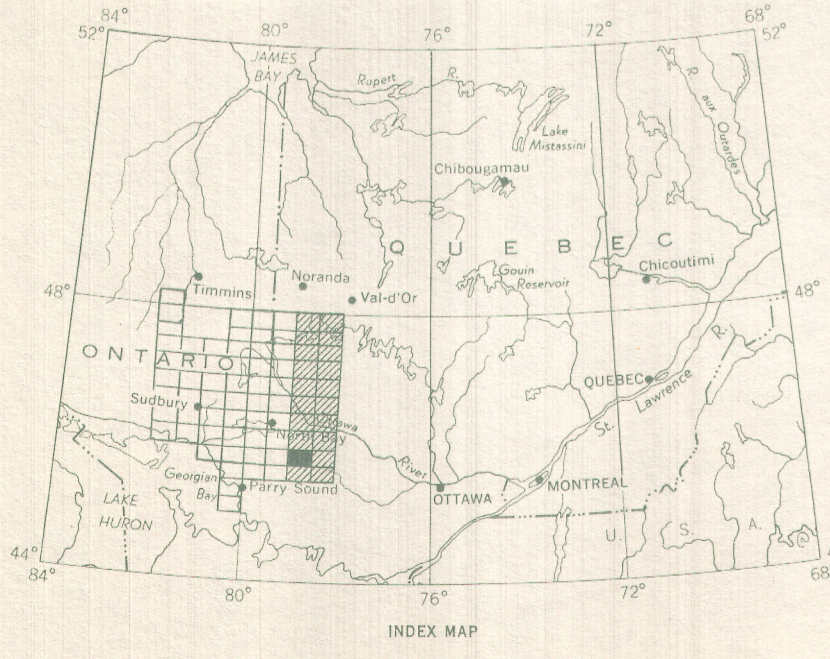 84° 80° 76° 72° 68°
52° 52°
JAMES
BAY
Rupert R.
R. aux Outardes
Lake
Mistassini
Chibougamau
QUEBEC
Gouin
Reservoir
Chicoutimi
Timmins
Noranda
Val-d'Or
48° 48°
ONTARIO
R.
QUEBEC
St. Lawrence
Sudbury
North Bay
Ottawa River
Georgian
Bay
Parry Sound
OTTAWA
MONTREAL
LAKE
HURON
U. S. A.
44°
84° 80° 76° 72° 68
INDEX MAP